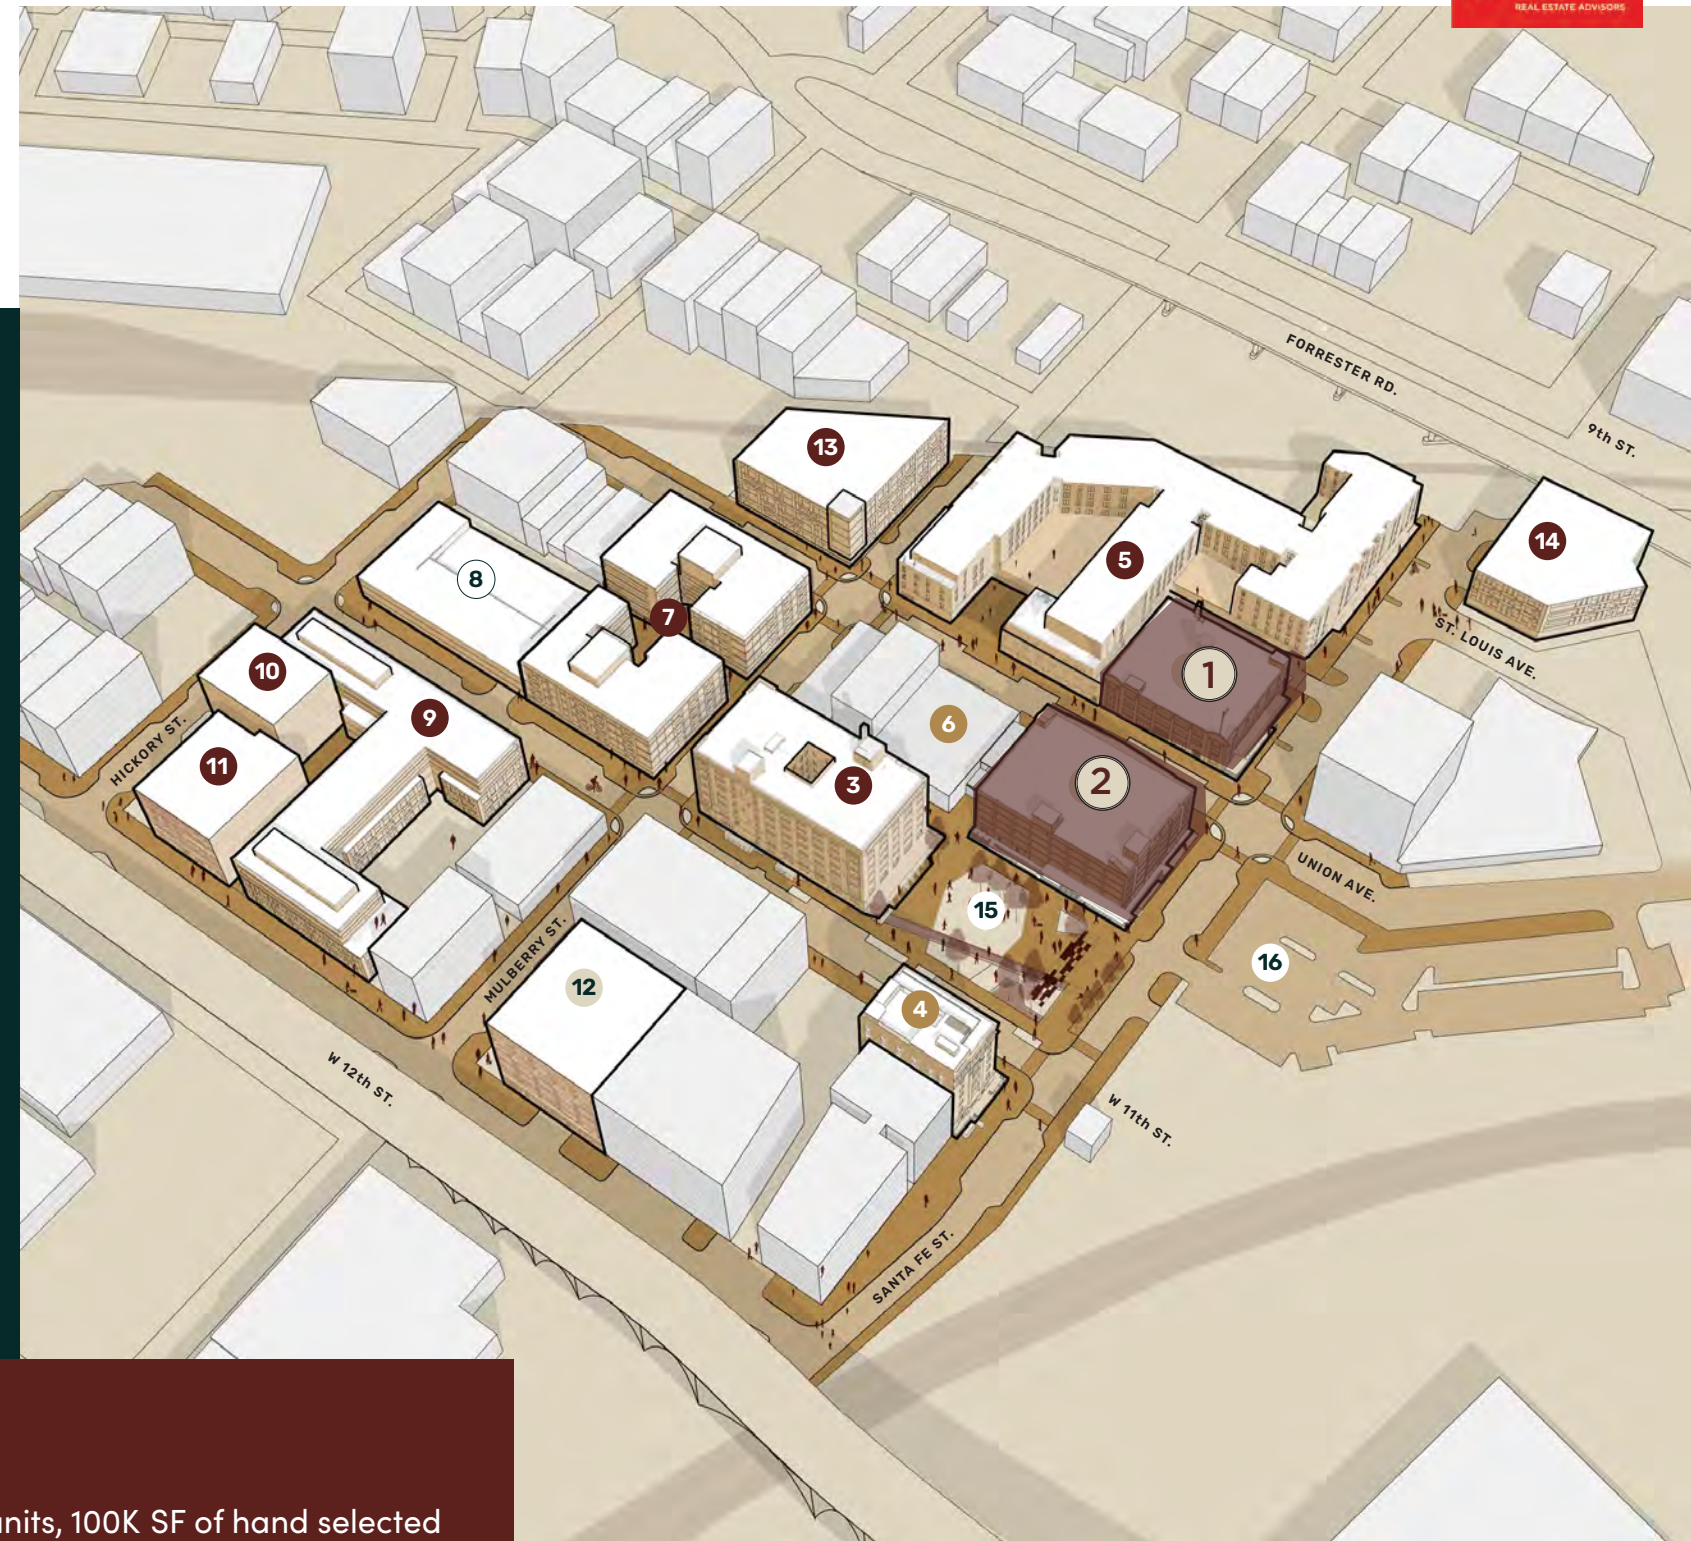 REAL ESTATE ADVISORS
FORRESTER RD.
9th ST.
13
14
5
8
7
ST. LOUIS AVE.
10
1
9
6
HICKORY ST.
11
3
2
UNION AVE.
15
MULBERRY ST.
16
12
4
W 12th ST.
W 11th ST.
SANTA FE ST.
100K SF of hand selected